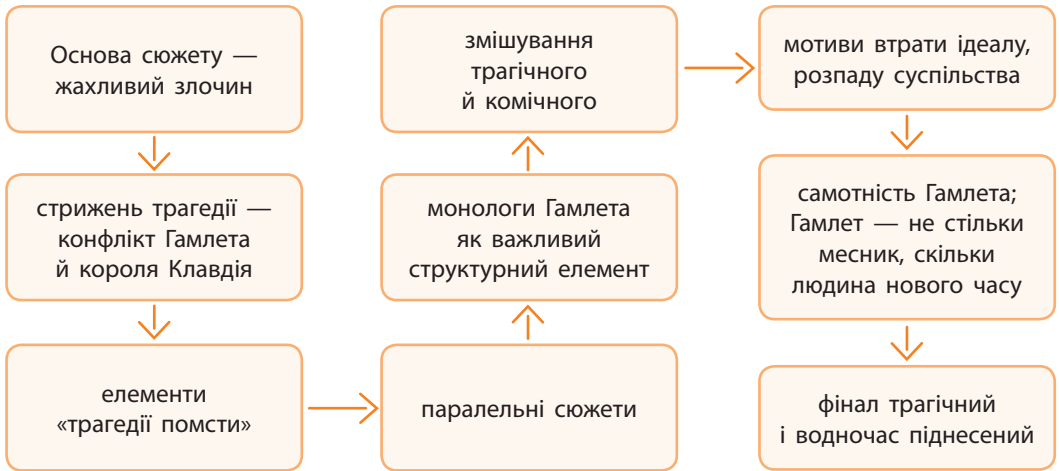 Основа сюжету —
жахливий злочин
стрижень трагедії —
конфлікт Гамлета
й короля Клавдія
елементи
«трагедії помсти»
паралельні сюжети
монологи Гамлета
як важливий
структурний елемент
змішування
трагічного
й комічного
мотиви втрати ідеалу,
розпаду суспільства
самотність Гамлета;
Гамлет — не стільки
месник, скільки
людина нового часу
фінал трагічний
і водночас піднесений